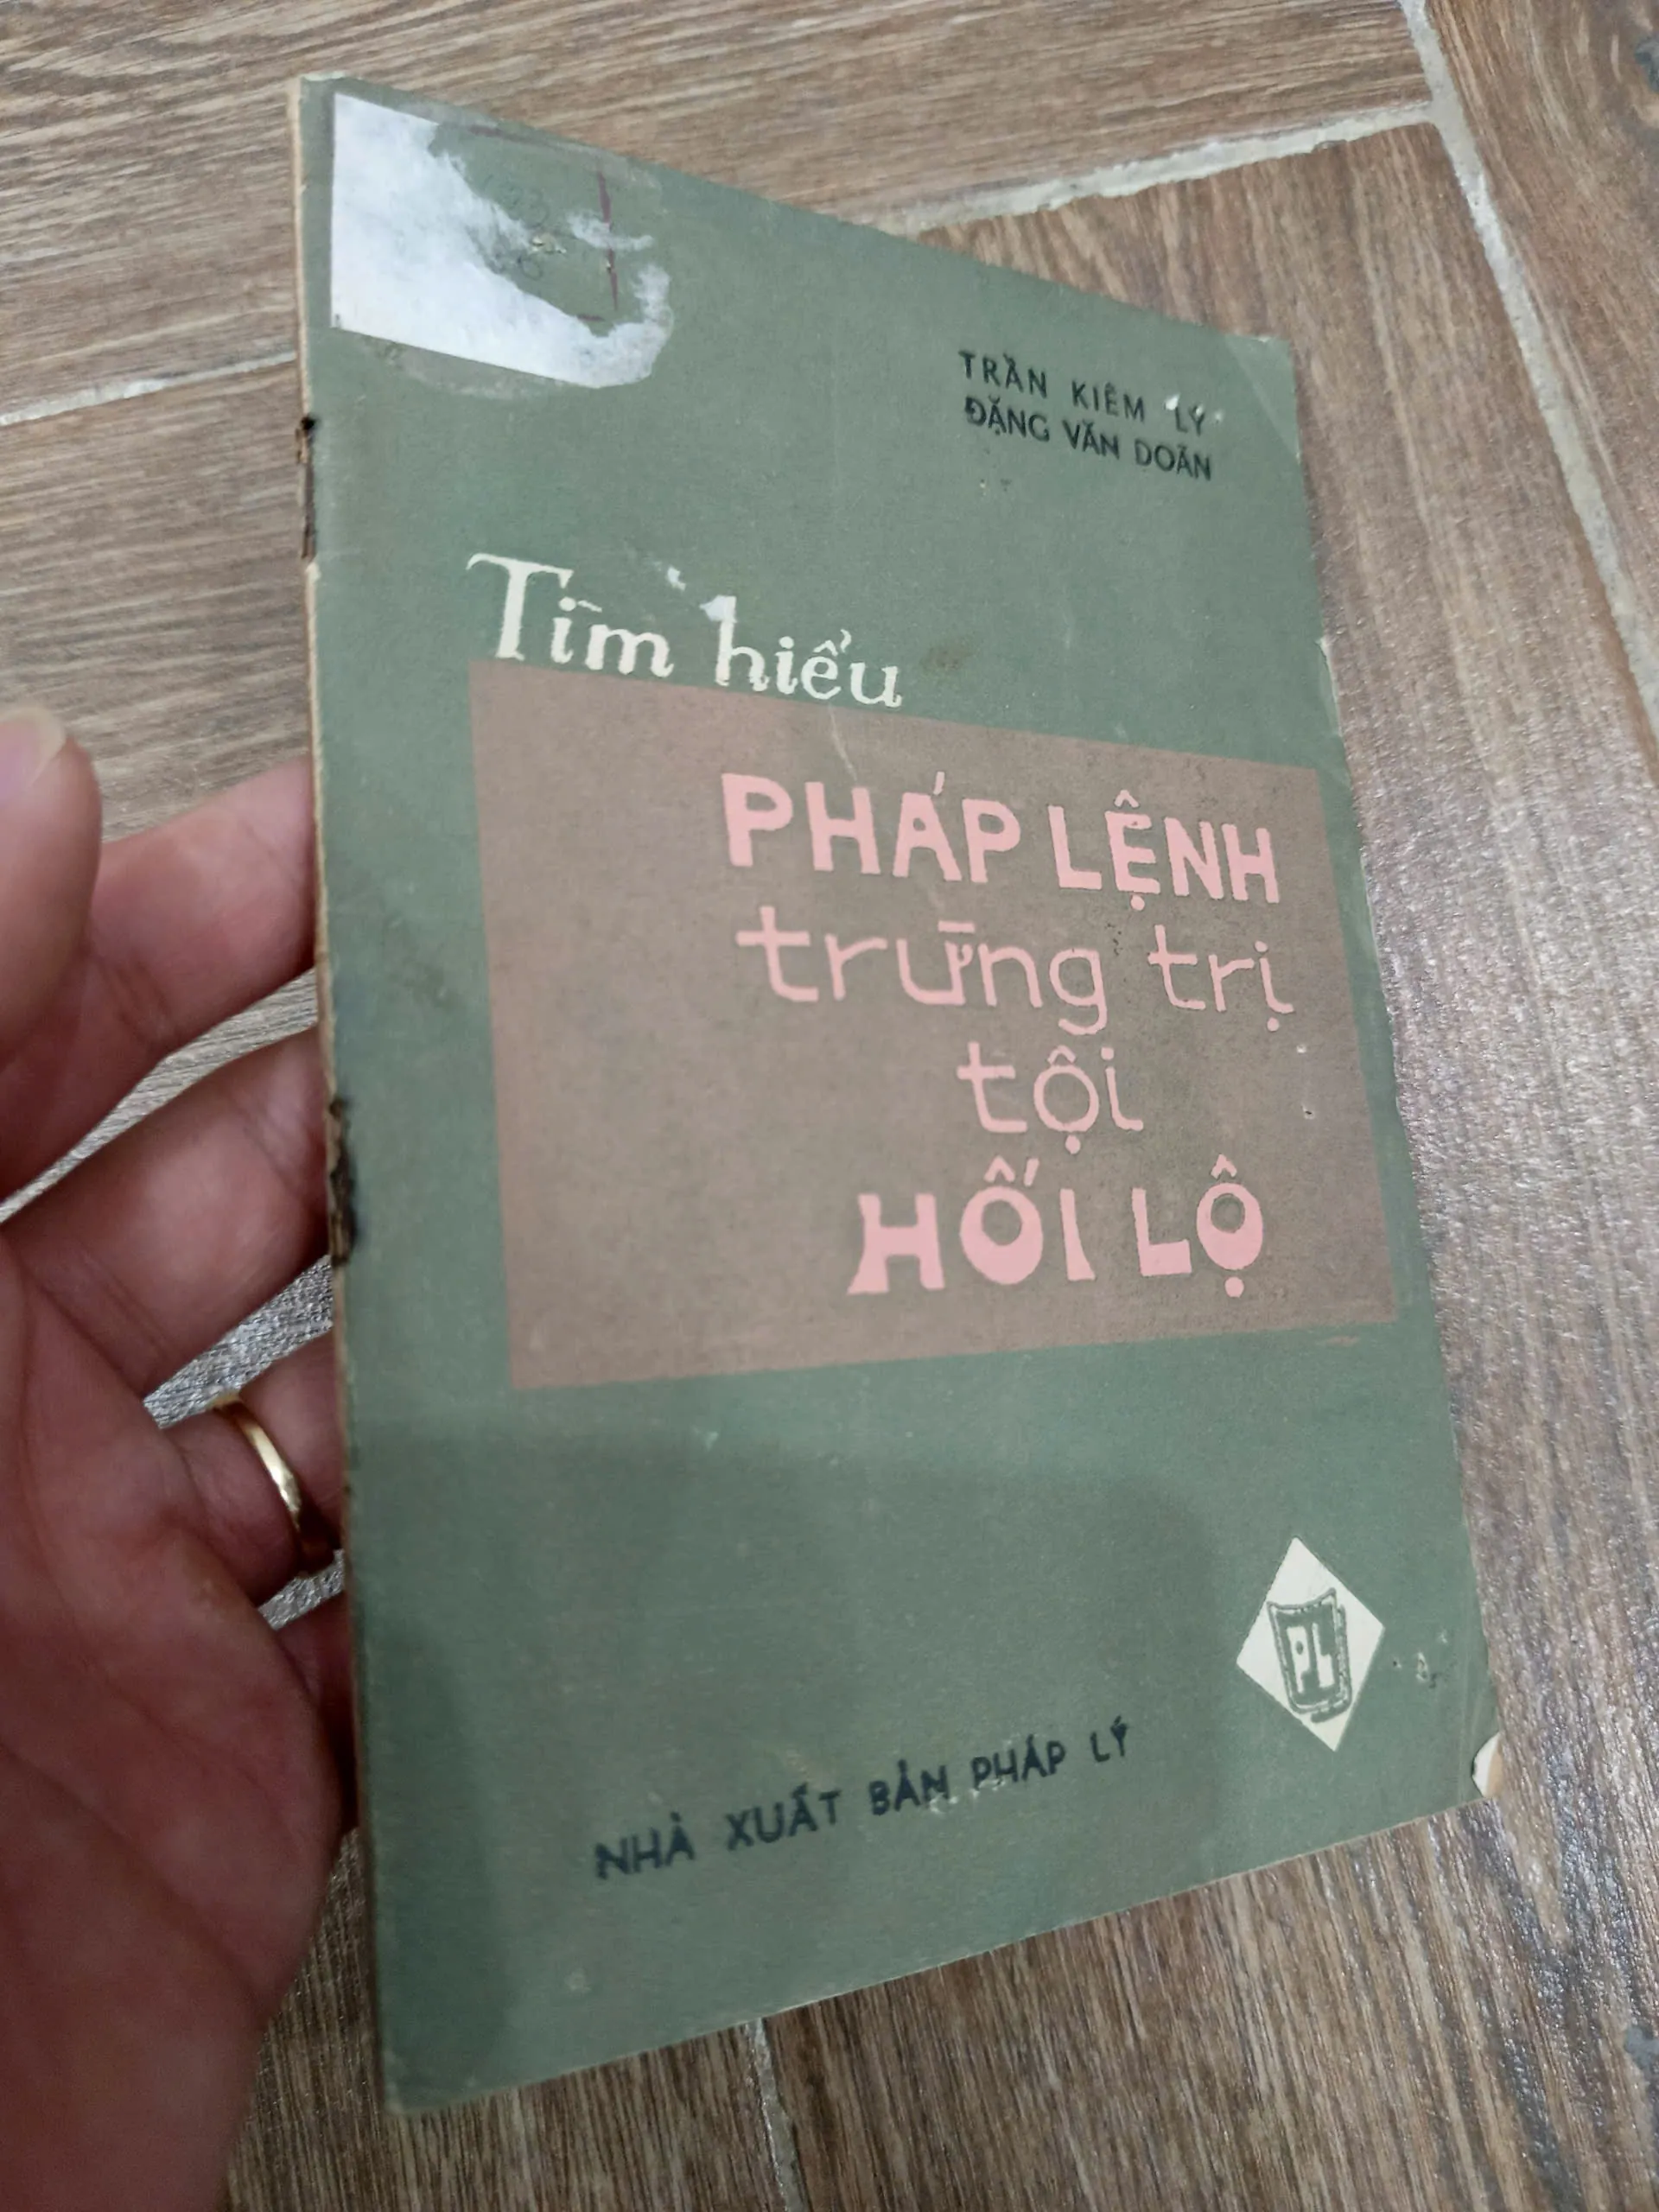 TRẦN KIÊM LÝ
ĐẶNG VĂN DOÃN
Tìm hiểu
PHÁP LỆNH
trừng trị
tội
HỐI LỘ
PL
NHÀ XUẤT BẢN PHÁP LÝ